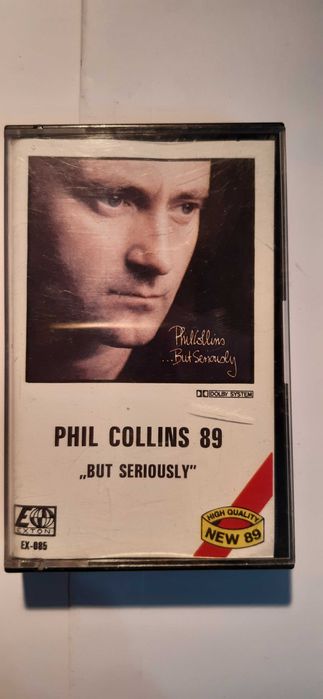 Phil Collins
...But Seriously
DOLBY SYSTEM
PHIL COLLINS 89
„BUT SERIOUSLY"
EXTON
EX-085
HIGH QUALITY
NEW 89